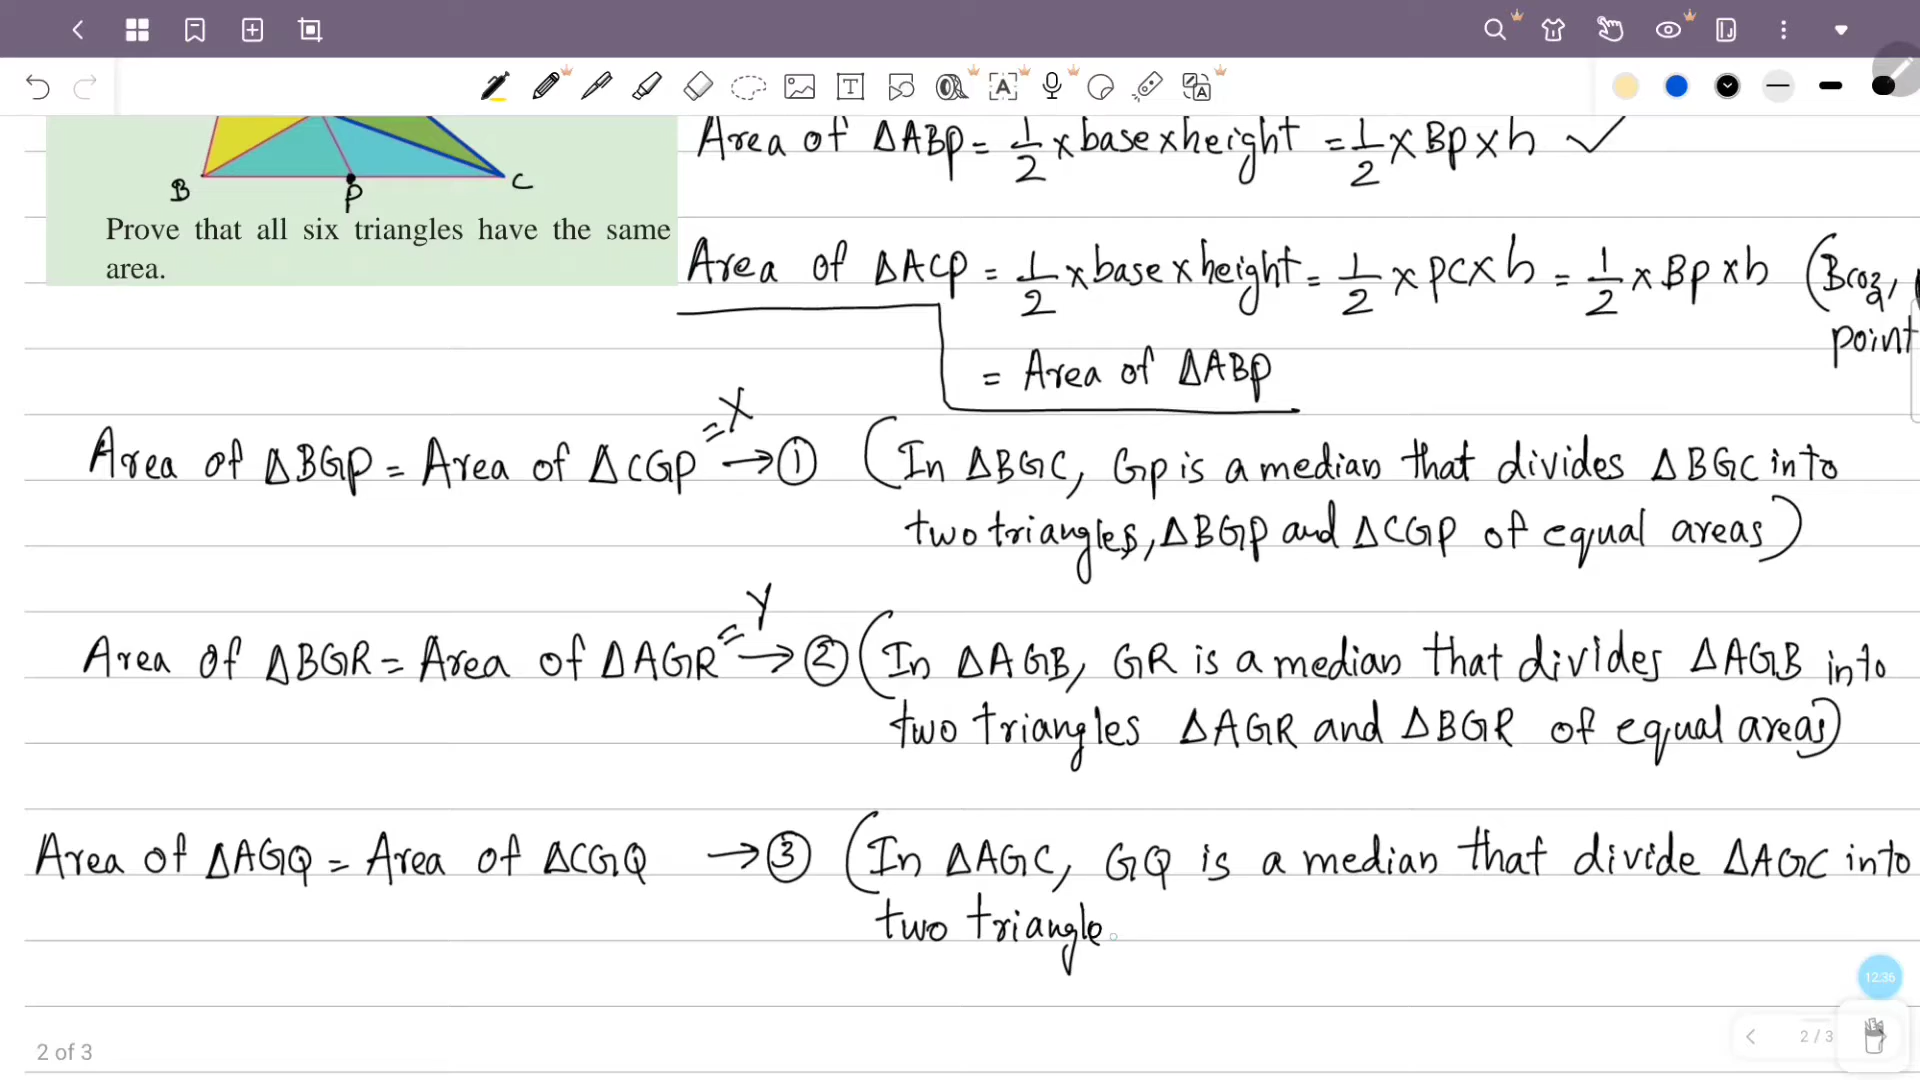 Area of ΔABP = 1/2 x base x height = 1/2 x BP x h ✓
B
P
C
Prove that all six triangles have the same
area.
Area of ΔACP = 1/2 x base x height = 1/2 x PC x h = 1/2 x BP x h (Bcoz,
point
= Area of ΔABP
Area of ΔBGP = Area of ΔCGP = X → ① (In ΔBGC, GP is a median that divides ΔBGC into
two triangles, ΔBGP and ΔCGP of equal areas)
Area of ΔBGR = Area of ΔAGR = Y → ② (In ΔAGB, GR is a median that divides ΔAGB into
two triangles ΔAGR and ΔBGR of equal areas)
Area of ΔAGQ = Area of ΔCGQ → ③ (In ΔAGC, GQ is a median that divide ΔAGC into
two triangle
12:36
2 / 3
2 of 3